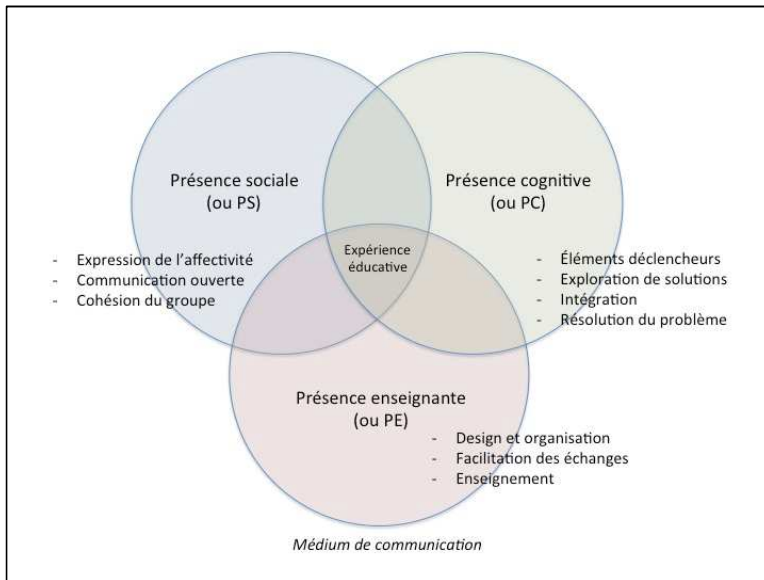 Présence sociale
(ou PS)
- Expression de l'affectivité
- Communication ouverte
- Cohésion du groupe
Présence cognitive
(ou PC)
- Éléments déclencheurs
- Exploration de solutions
- Intégration
- Résolution du problème
Expérience
éducative
Présence enseignante
(ou PE)
- Design et organisation
- Facilitation des échanges
- Enseignement
Médium de communication